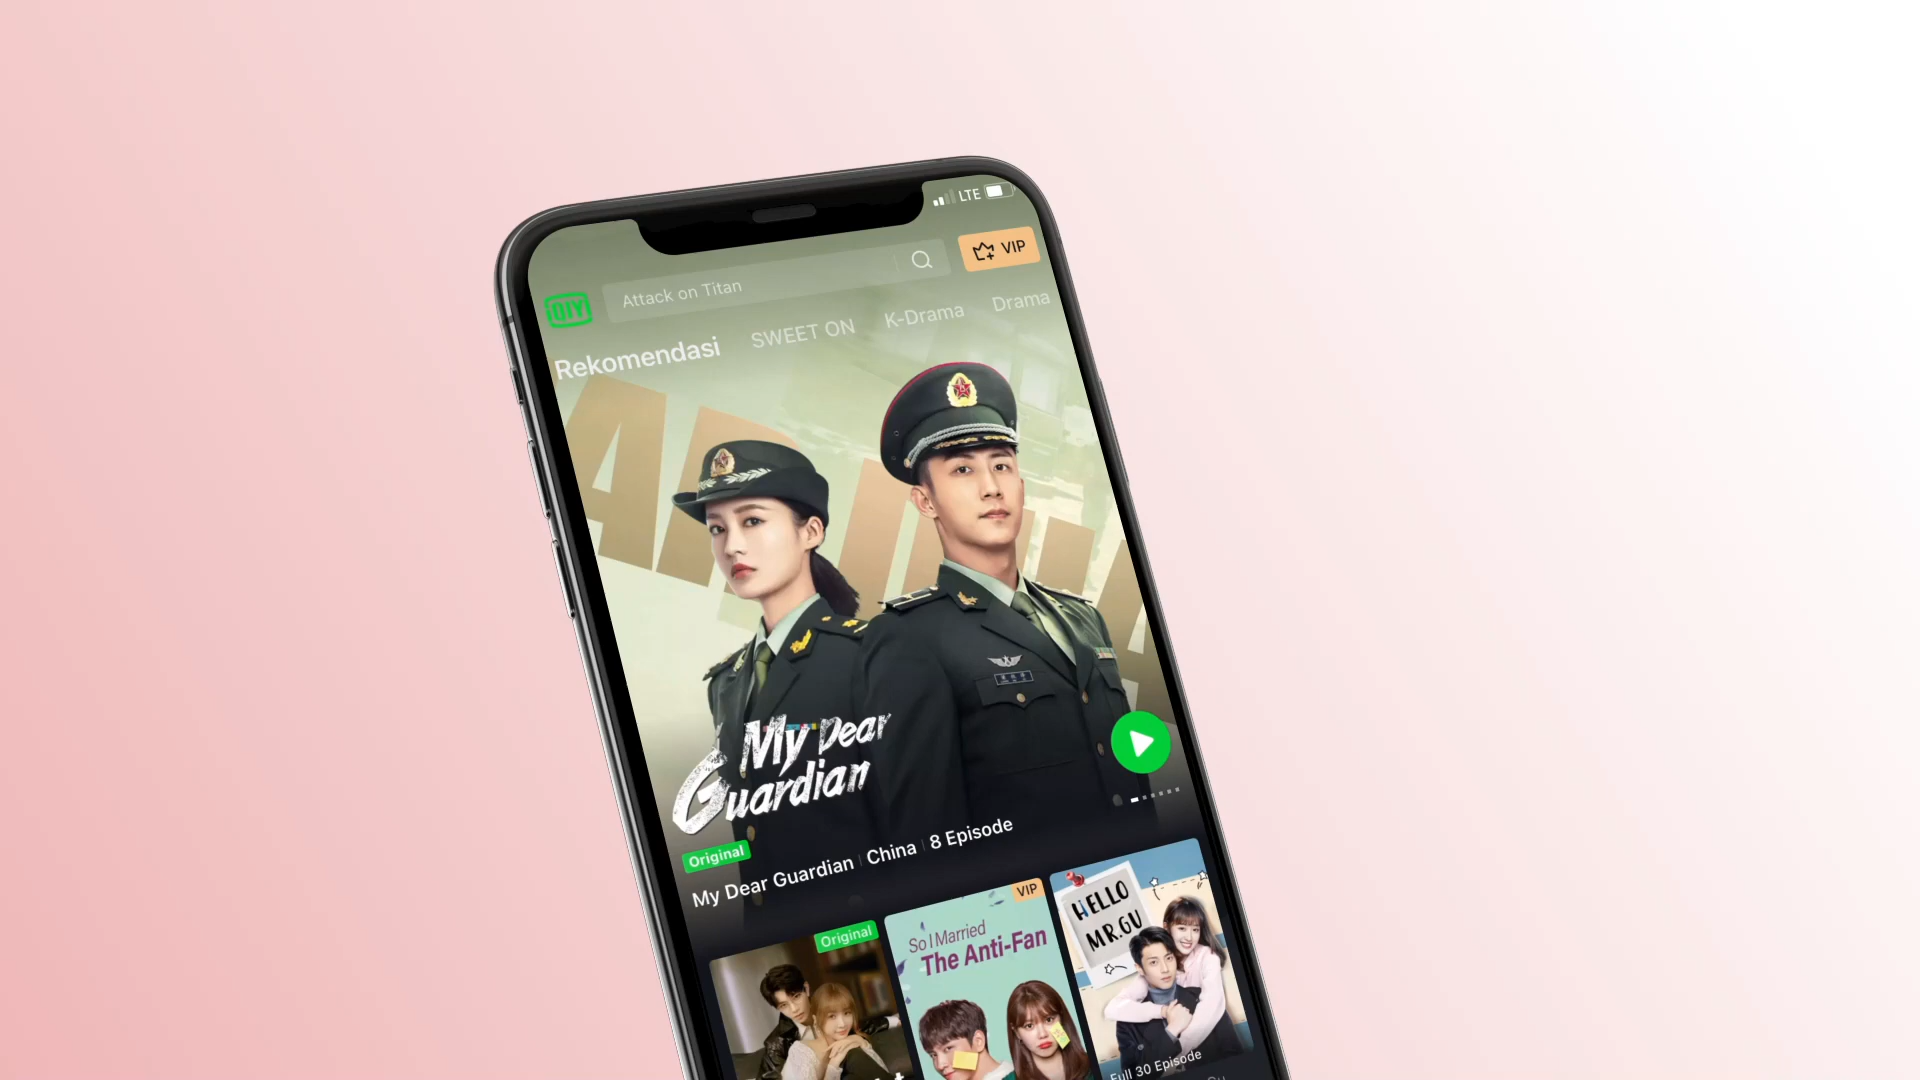 LTE
VIP
QIY
Attack on Titan
Rekomendasi
SWEET ON
K-Drama
Drama
My Dear
Guardian
Original
My Dear Guardian | China | 8 Episode
Original
VIP
So I Married
The Anti-Fan
HELLO
MR.GU
Full 30 Episode